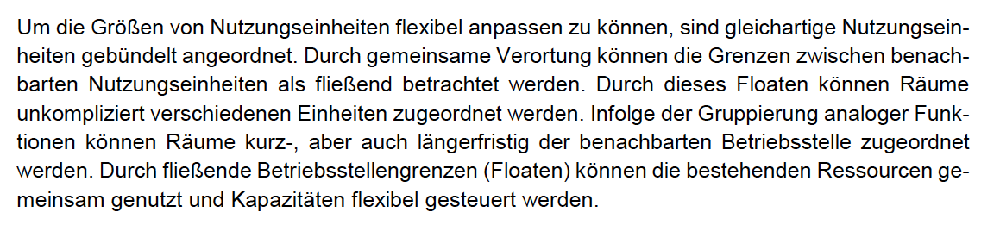 Um die Größen von Nutzungseinheiten flexibel anpassen zu können, sind gleichartige Nutzungsein-
heiten gebündelt angeordnet. Durch gemeinsame Verortung können die Grenzen zwischen benach-
barten Nutzungseinheiten als fließend betrachtet werden. Durch dieses Floaten können Räume
unkompliziert verschiedenen Einheiten zugeordnet werden. Infolge der Gruppierung analoger Funk-
tionen können Räume kurz-, aber auch längerfristig der benachbarten Betriebsstelle zugeordnet
werden. Durch fließende Betriebsstellengrenzen (Floaten) können die bestehenden Ressourcen ge-
meinsam genutzt und Kapazitäten flexibel gesteuert werden.